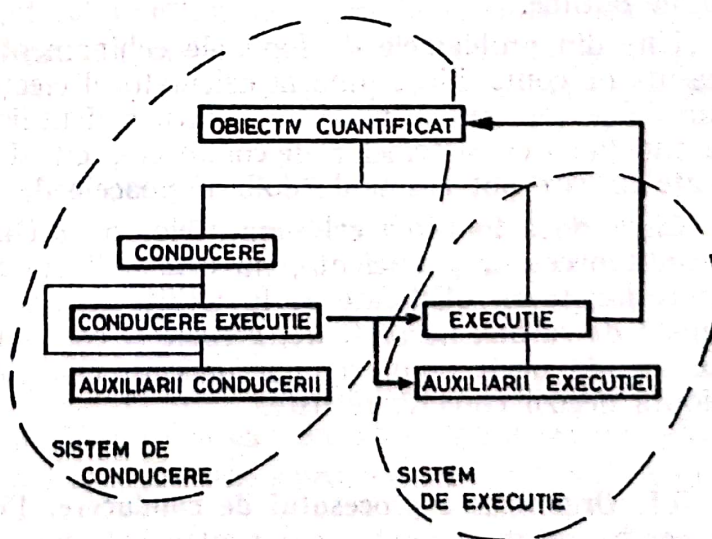 OBIECTIV CUANTIFICAT
CONDUCERE
CONDUCERE EXECUȚIE
EXECUȚIE
AUXILIARII CONDUCERII
AUXILIARII EXECUȚIEI
SISTEM DE
CONDUCERE
SISTEM
DE EXECUȚIE